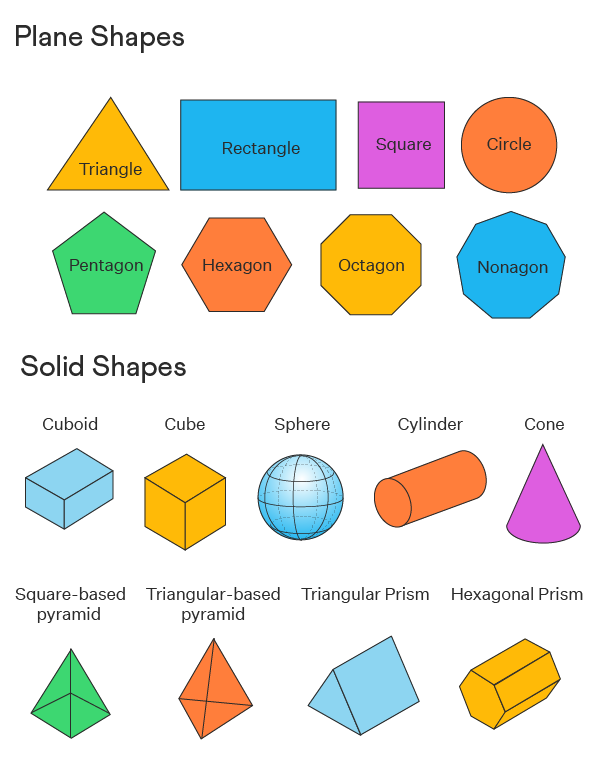 Plane Shapes
Triangle
Rectangle
Square
Circle
Pentagon
Hexagon
Octagon
Nonagon
Solid Shapes
Cuboid
Cube
Sphere
Cylinder
Cone
Square-based
pyramid
Triangular-based
pyramid
Triangular Prism
Hexagonal Prism